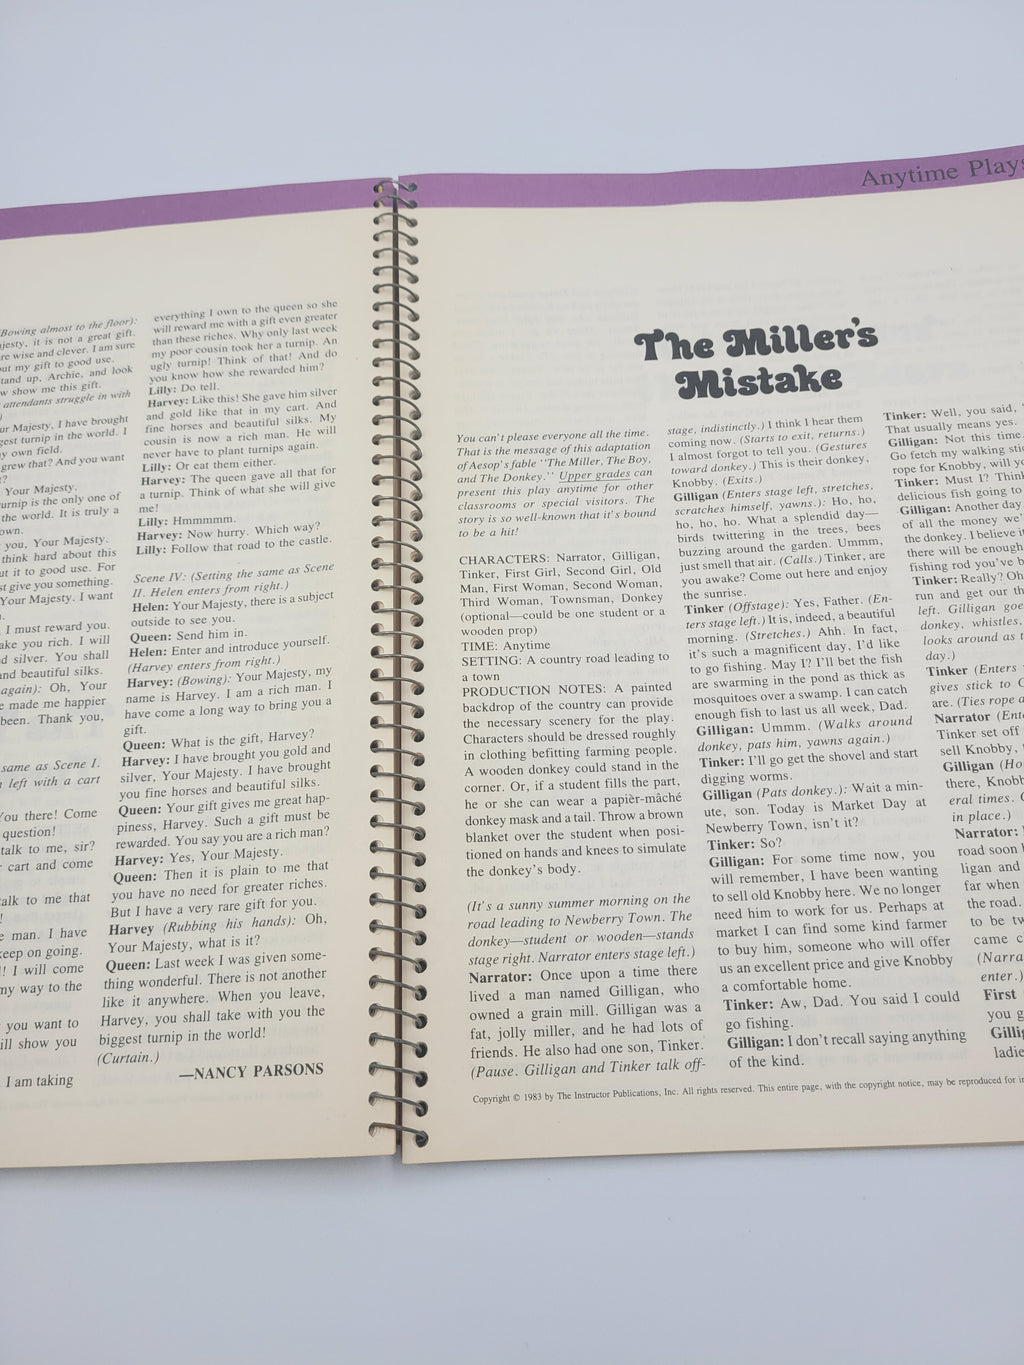 Bowing almost to the floor):
jesty, it is not a great gift.
re wise and clever. I am sure
out my gift to good use.
tand up, Archie, and look
w show me this gift.
attendants struggle in with
)
ur Majesty, I have brought
gest turnip in the world. I
y own field.
grew that? And you want
?
Your Majesty.
urnip is the only one of
the world. It is truly a
own.
you, Your Majesty.
think hard about this
ut it to good use. For
st give you something.
Your Majesty. I want
.
I must reward you.
ake you rich. I will
d silver. You shall
nd beautiful silks.
again): Oh, Your
e made me happier
been. Thank you,
same as Scene I.
left with a cart
You there! Come
question!
talk to me, sir?
cart and come
alk to me that
!
e man. I have
keep on going.
l! I will come
ny way to the
you want to
ill show you
I am taking
everything I own to the queen so she
will reward me with a gift even greater
than these riches. Why only last week
my poor cousin took her a turnip. An
ugly turnip! Think of that! And do
you know how she rewarded him?
Lilly: Do tell.
Harvey: Like this! She gave him silver
and gold like that in my cart. And
fine horses and beautiful silks. My
cousin is now a rich man. He will
never have to plant turnips again.
Lilly: Or eat them either.
Harvey: The queen gave all that for
a turnip. Think of what she will give
me!
Lilly: Hmmmmm.
Harvey: Now hurry. Which way?
Lilly: Follow that road to the castle.
Scene IV: (Setting the same as Scene
II. Helen enters from right.)
Helen: Your Majesty, there is a subject
outside to see you.
Queen: Send him in.
Helen: Enter and introduce yourself.
(Harvey enters from right.)
Harvey: (Bowing): Your Majesty, my
name is Harvey. I am a rich man. I
have come a long way to bring you a
gift.
Queen: What is the gift, Harvey?
Harvey: I have brought you gold and
silver, Your Majesty. I have brought
you fine horses and beautiful silks.
Queen: Your gift gives me great hap-
piness, Harvey. Such a gift must be
rewarded. You say you are a rich man?
Harvey: Yes, Your Majesty.
Queen: Then it is plain to me that
you have no need for greater riches.
But I have a very rare gift for you.
Harvey (Rubbing his hands): Oh,
Your Majesty, what is it?
Queen: Last week I was given some-
thing wonderful. There is not another
like it anywhere. When you leave,
Harvey, you shall take with you the
biggest turnip in the world!
(Curtain.)
—NANCY PARSONS
Anytime Plays
The Miller's
Mistake
You can't please everyone all the time.
That is the message of this adaptation
of Aesop's fable "The Miller, The Boy,
and The Donkey." Upper grades can
present this play anytime for other
classrooms or special visitors. The
story is so well-known that it's bound
to be a hit!
CHARACTERS: Narrator, Gilligan,
Tinker, First Girl, Second Girl, Old
Man, First Woman, Second Woman,
Third Woman, Townsman, Donkey
(optional—could be one student or a
wooden prop)
TIME: Anytime
SETTING: A country road leading to
a town
PRODUCTION NOTES: A painted
backdrop of the country can provide
the necessary scenery for the play.
Characters should be dressed roughly
in clothing befitting farming people.
A wooden donkey could stand in the
corner. Or, if a student fills the part,
he or she can wear a papièr-mâché
donkey mask and a tail. Throw a brown
blanket over the student when posi-
tioned on hands and knees to simulate
the donkey's body.
(It's a sunny summer morning on the
road leading to Newberry Town. The
donkey—student or wooden—stands
stage right. Narrator enters stage left.)
Narrator: Once upon a time there
lived a man named Gilligan, who
owned a grain mill. Gilligan was a
fat, jolly miller, and he had lots of
friends. He also had one son, Tinker.
(Pause. Gilligan and Tinker talk off-
stage, indistinctly.) I think I hear them
coming now. (Starts to exit, returns.)
I almost forgot to tell you. (Gestures
toward donkey.) This is their donkey,
Knobby. (Exits.)
Gilligan (Enters stage left, stretches,
scratches himself, yawns.): Ho, ho,
ho, ho, ho. What a splendid day—
birds twittering in the trees, bees
buzzing around the garden. Ummm,
just smell that air. (Calls.) Tinker, are
you awake? Come out here and enjoy
the sunrise.
Tinker (Offstage): Yes, Father. (En-
ters stage left.) It is, indeed, a beautiful
morning. (Stretches.) Ahh. In fact,
it's such a magnificent day, I'd like
to go fishing. May I? I'll bet the fish
are swarming in the pond as thick as
mosquitoes over a swamp. I can catch
enough fish to last us all week, Dad.
Gilligan: Ummm. (Walks around
donkey, pats him, yawns again.)
Tinker: I'll go get the shovel and start
digging worms.
Gilligan (Pats donkey.): Wait a min-
ute, son. Today is Market Day at
Newberry Town, isn't it?
Tinker: So?
Gilligan: For some time now, you
will remember, I have been wanting
to sell old Knobby here. We no longer
need him to work for us. Perhaps at
market I can find some kind farmer
to buy him, someone who will offer
us an excellent price and give Knobby
a comfortable home.
Tinker: Aw, Dad. You said I could
go fishing.
Gilligan: I don't recall saying anything
of the kind.
Tinker: Well, you said,
That usually means yes.
Gilligan: Not this time
Go fetch my walking stic
rope for Knobby, will yo
Tinker: Must I? Think
delicious fish going to
Gilligan: Another day
of all the money we'
the donkey. I believe i
there will be enough
fishing rod you've b
Tinker: Really? Oh
run and get our th
left. Gilligan goe
donkey, whistles,
looks around as t
day.)
Tinker (Enters
gives stick to G
are. (Ties rope a
Narrator (Ente
Tinker set off
sell Knobby,
Gilligan (Ho
there, Knobb
eral times. C
in place.)
Narrator:
road soon
ligan and
far when
the road.
to be tw
came c
(Narra
enter.)
First
you g
Gilli
ladie
Copyright © 1983 by The Instructor Publications, Inc. All rights reserved. This entire page, with the copyright notice, may be reproduced for in